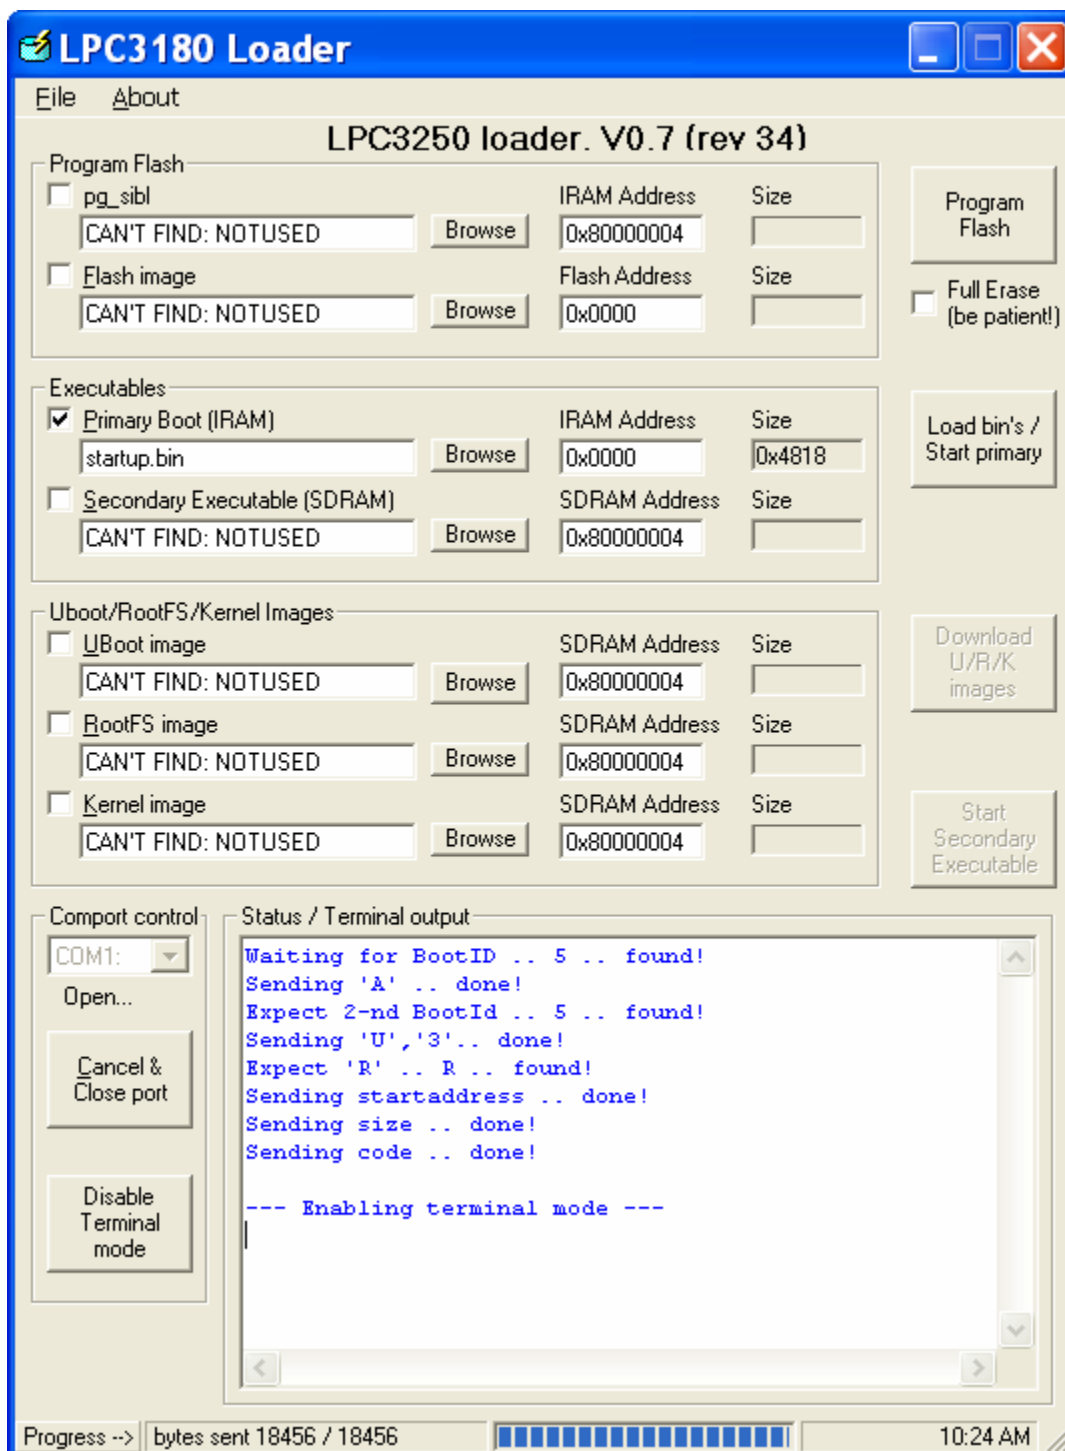 LPC3180 Loader
File About
LPC3250 loader. V0.7 (rev 34)
Program Flash
pg_sibl IRAM Address Size
CAN'T FIND: NOTUSED Browse 0x80000004
Flash image Flash Address Size
CAN'T FIND: NOTUSED Browse 0x0000
Program
Flash
Full Erase
(be patient!)
Executables
Primary Boot (IRAM) IRAM Address Size
startup.bin Browse 0x0000 0x4818
Secondary Executable (SDRAM) SDRAM Address Size
CAN'T FIND: NOTUSED Browse 0x80000004
Load bin's /
Start primary
Uboot/RootFS/Kernel Images
UBoot image SDRAM Address Size
CAN'T FIND: NOTUSED Browse 0x80000004
RootFS image SDRAM Address Size
CAN'T FIND: NOTUSED Browse 0x80000004
Kernel image SDRAM Address Size
CAN'T FIND: NOTUSED Browse 0x80000004
Download
U/R/K
images
Start
Secondary
Executable
Comport control
COM1:
Open...
Cancel &
Close port
Disable
Terminal
mode
Status / Terminal output
Waiting for BootID .. 5 .. found!
Sending 'A' .. done!
Expect 2-nd BootId .. 5 .. found!
Sending 'U','3'.. done!
Expect 'R' .. R .. found!
Sending startaddress .. done!
Sending size .. done!
Sending code .. done!
--- Enabling terminal mode ---
Progress --> bytes sent 18456 / 18456 10:24 AM